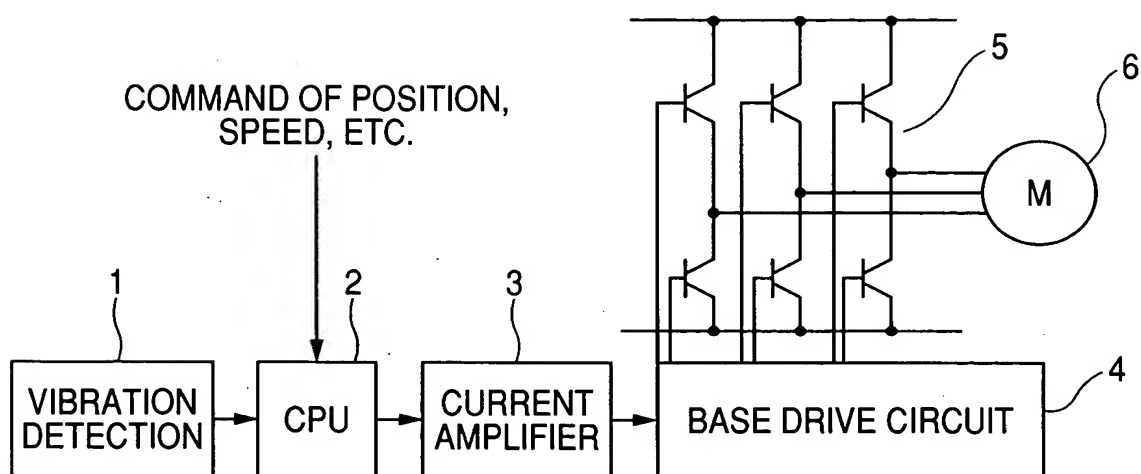 COMMAND OF POSITION,
SPEED, ETC.
5
6
M
1
2
3
4
VIBRATION
DETECTION
CPU
CURRENT
AMPLIFIER
BASE DRIVE CIRCUIT